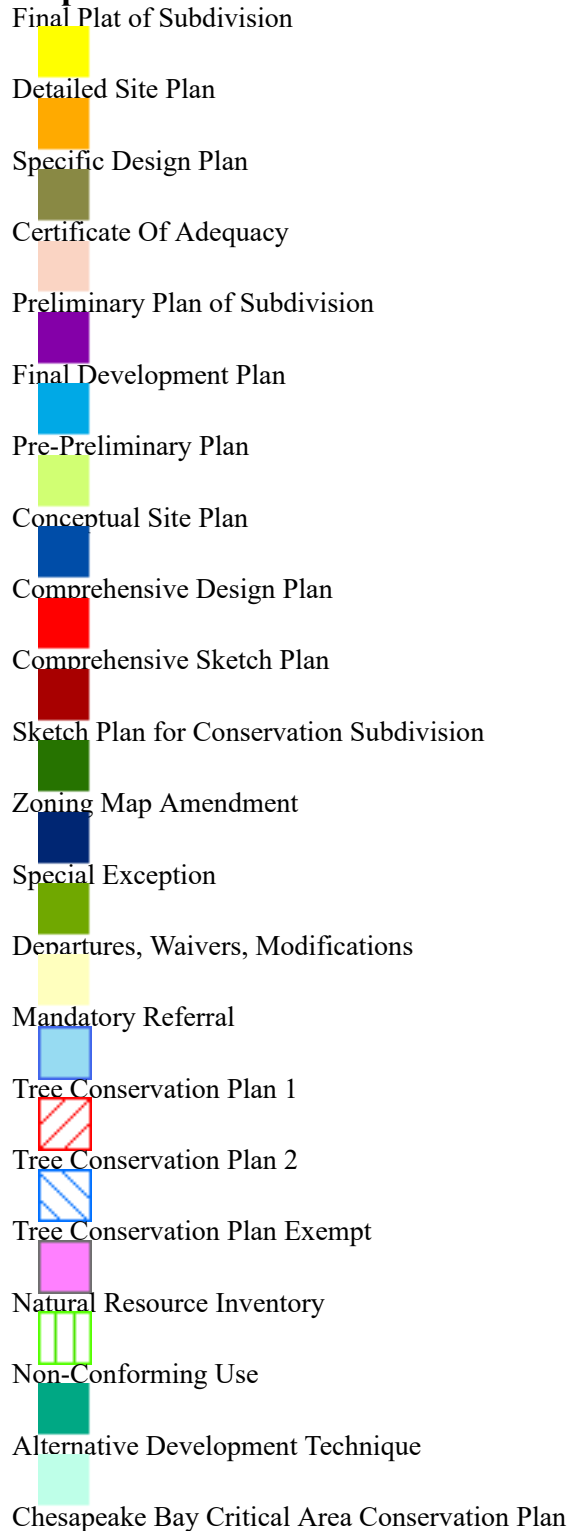 Final Plat of Subdivision
Detailed Site Plan
Specific Design Plan
Certificate Of Adequacy
Preliminary Plan of Subdivision
Final Development Plan
Pre-Preliminary Plan
Conceptual Site Plan
Comprehensive Design Plan
Comprehensive Sketch Plan
Sketch Plan for Conservation Subdivision
Zoning Map Amendment
Special Exception
Departures, Waivers, Modifications
Mandatory Referral
Tree Conservation Plan 1
Tree Conservation Plan 2
Tree Conservation Plan Exempt
Natural Resource Inventory
Non-Conforming Use
Alternative Development Technique
Chesapeake Bay Critical Area Conservation Plan